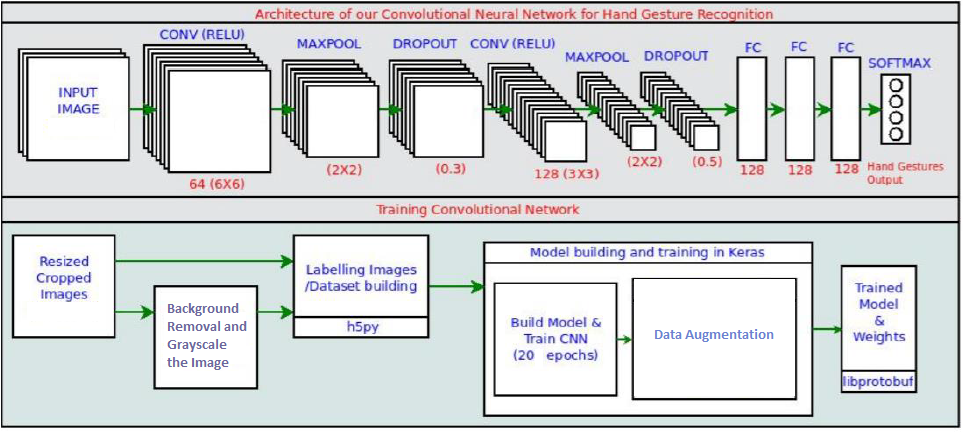 Architecture of our Convolutional Neural Network for Hand Gesture Recognition
CONV (RELU)
MAXPOOL
DROPOUT
CONV (RELU)
MAXPOOL
DROPOUT
FC
FC
FC
SOFTMAX
INPUT
IMAGE
64 (6X6)
(2X2)
(0.3)
128 (3X3)
(2X2)
(0.5)
128
128
128
Hand Gestures
Output
Training Convolutional Network
Resized
Cropped
Images
Background
Removal and
Grayscale
the Image
Labelling Images
/Dataset building
h5py
Model building and training in Keras
Build Model &
Train CNN
(20 epochs)
Data Augmentation
Trained
Model
&
Weights
libprotobuf